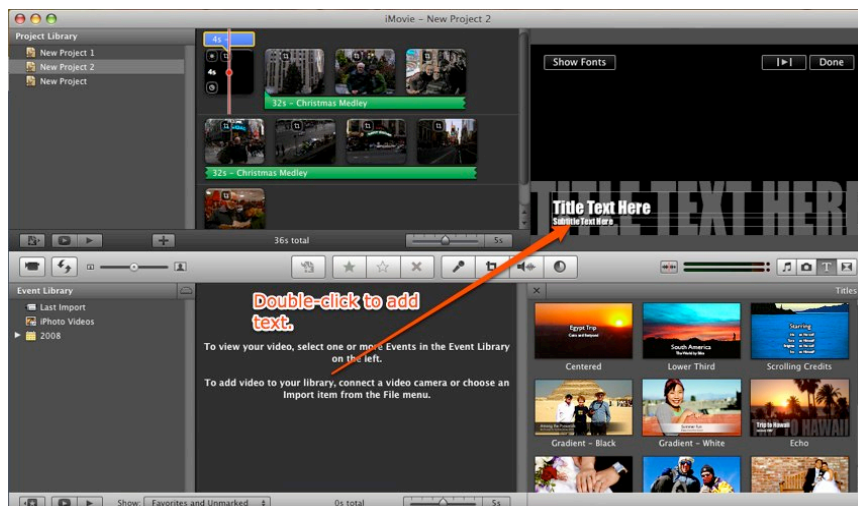 iMovie – New Project 2
Project Library
New Project 1
New Project 2
New Project
4s –
4s
32s – Christmas Medley
32s – Christmas Medley
36s total
5s
Show Fonts
Done
TITLE TEXT HERE
Title Text Here
Subtitle Text Here
Event Library
Last Import
iPhoto Videos
2008
Double-click to add
text.
To view your video, select one or more Events in the Event Library
on the left.
To add video to your library, connect a video camera or choose an
Import item from the File menu.
Titles
Egypt Trip
South America
Starring
Centered
Lower Third
Scrolling Credits
Summer Fun
Trip to Hawaii
TRIP TO HAWAII
Gradient – Black
Gradient – White
Echo
Show:
Favorites and Unmarked
0s total
5s